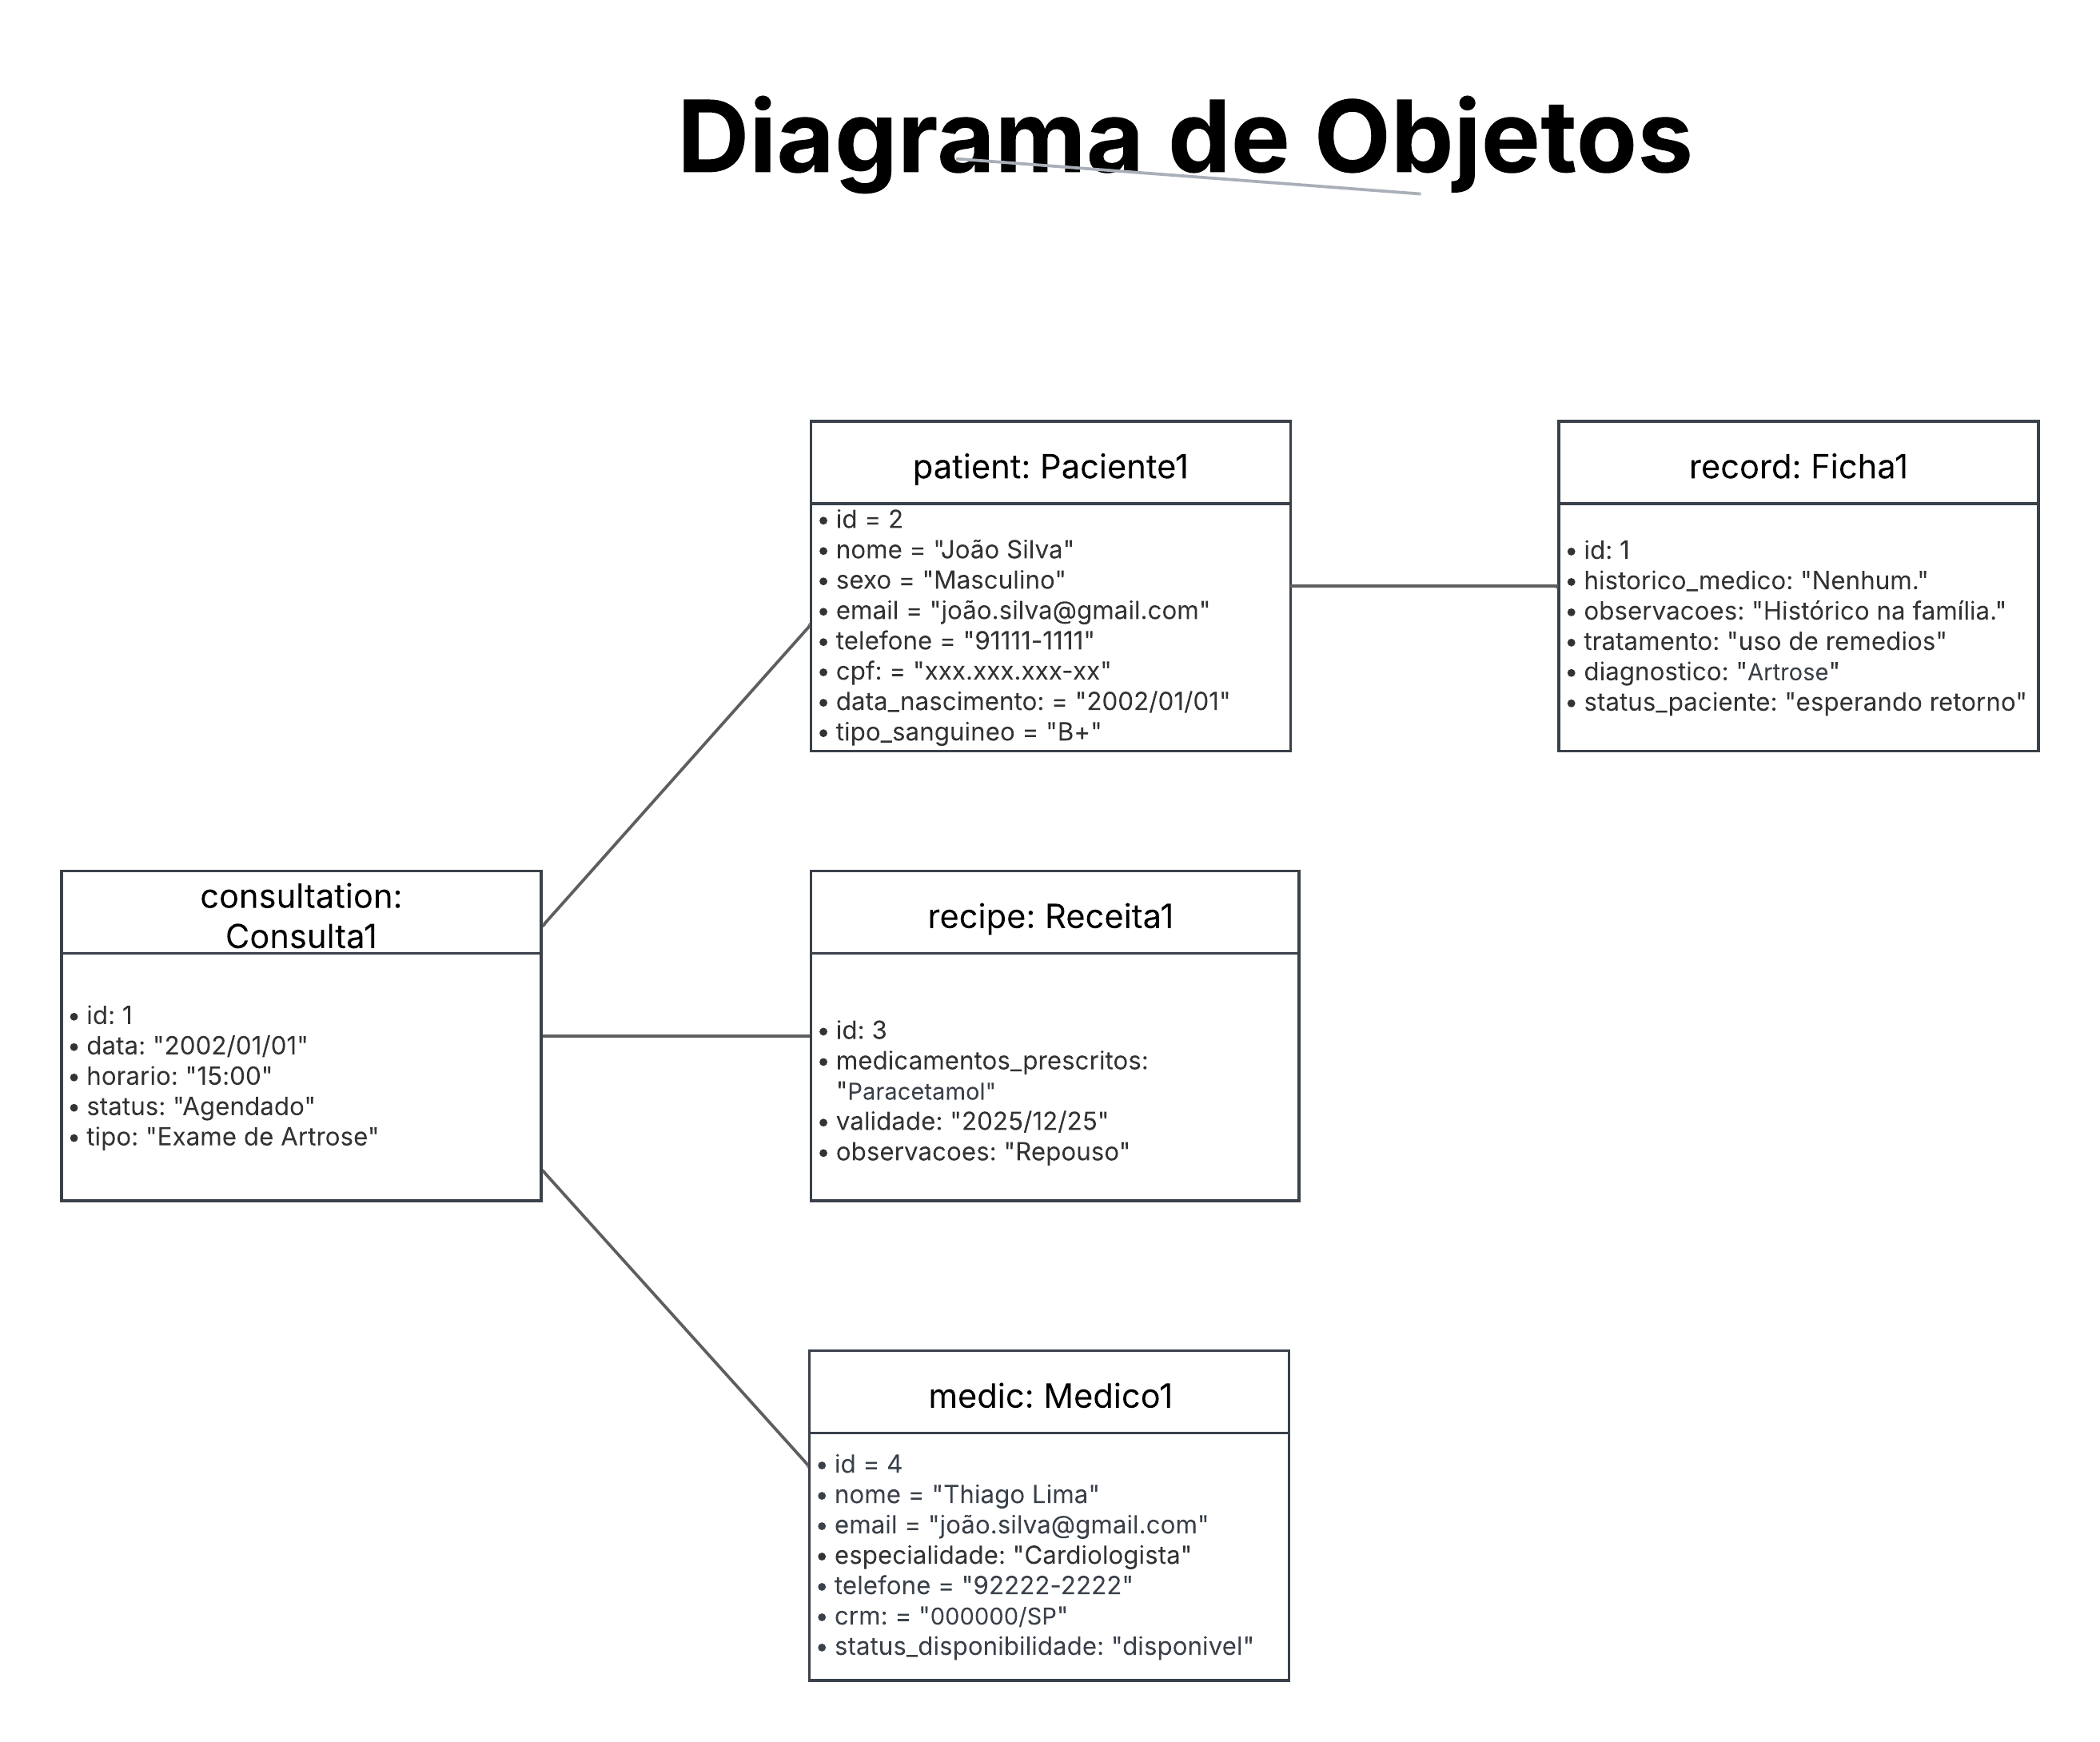 Diagrama de Objetos
patient: Paciente1
• id = 2
• nome = "João Silva"
• sexo = "Masculino"
• email = "joão.silva@gmail.com"
• telefone = "91111-1111"
• cpf: = "xxx.xxx.xxx-xx"
• data_nascimento: = "2002/01/01"
• tipo_sanguineo = "B+"
record: Ficha1
• id: 1
• historico_medico: "Nenhum."
• observacoes: "Histórico na família."
• tratamento: "uso de remedios"
• diagnostico: "Artrose"
• status_paciente: "esperando retorno"
consultation:
Consulta1
• id: 1
• data: "2002/01/01"
• horario: "15:00"
• status: "Agendado"
• tipo: "Exame de Artrose"
recipe: Receita1
• id: 3
• medicamentos_prescritos:
"Paracetamol"
• validade: "2025/12/25"
• observacoes: "Repouso"
medic: Medico1
• id = 4
• nome = "Thiago Lima"
• email = "joão.silva@gmail.com"
• especialidade: "Cardiologista"
• telefone = "92222-2222"
• crm: = "000000/SP"
• status_disponibilidade: "disponivel"